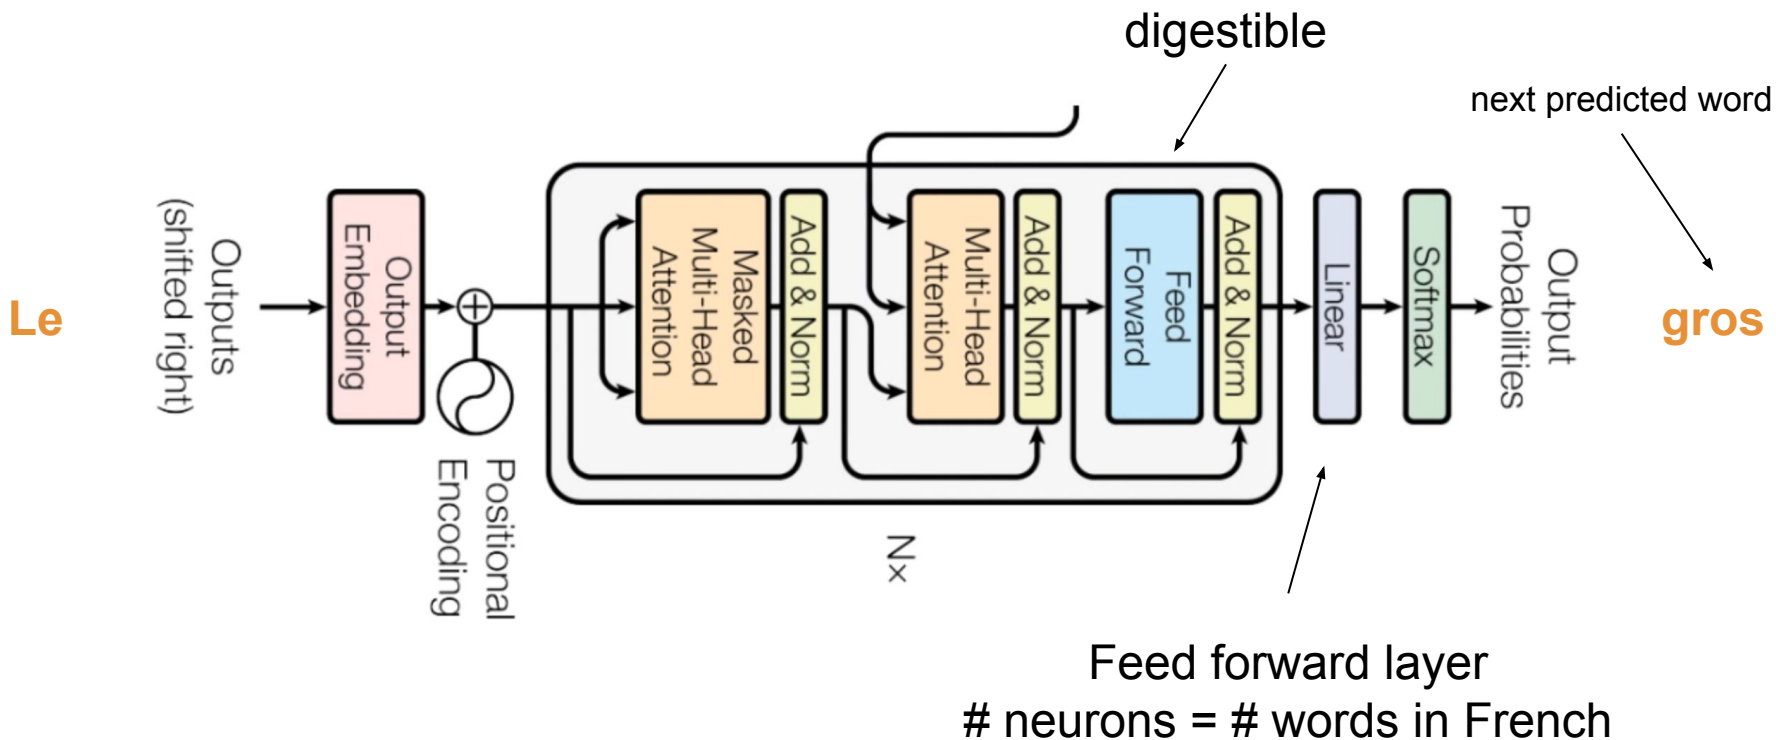 digestible
next predicted word
Le
Outputs
(shifted right)
Output
Embedding
Positional
Encoding
Masked
Multi-Head
Attention
Add & Norm
Multi-Head
Attention
Add & Norm
Feed
Forward
Add & Norm
Nx
Linear
Softmax
Output
Probabilities
gros
Feed forward layer
# neurons = # words in French